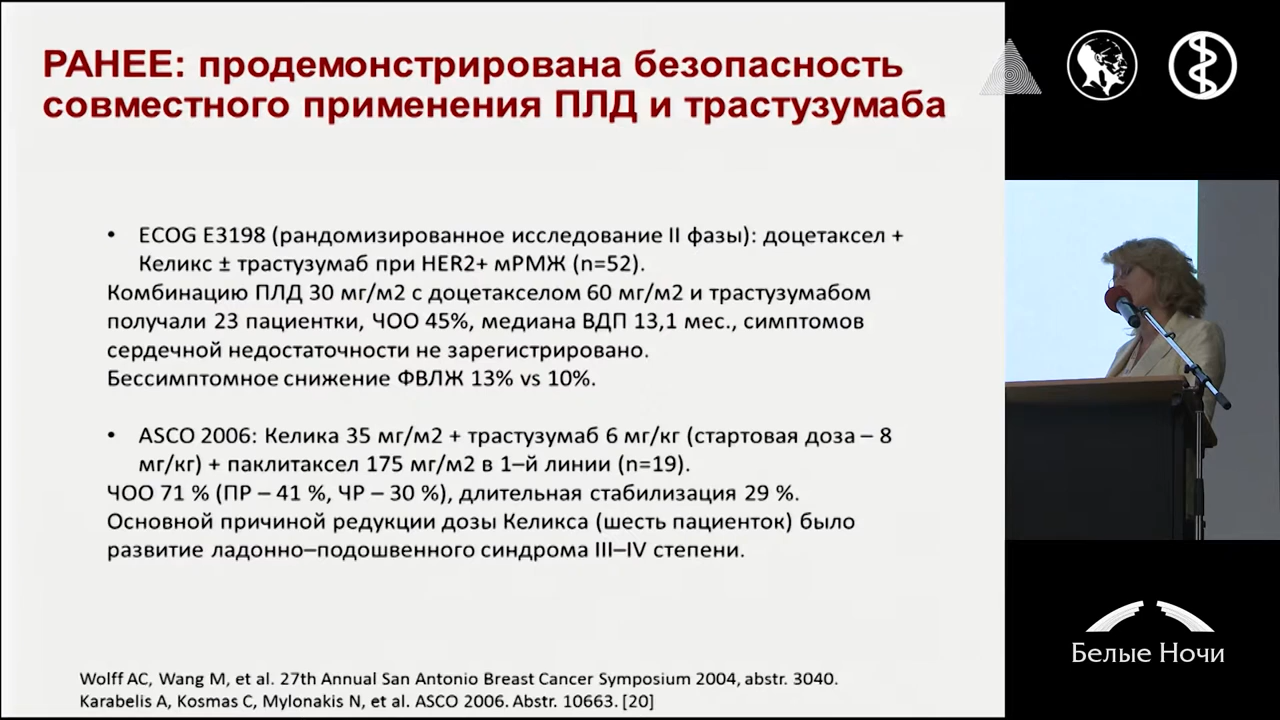 РАНЕЕ: продемонстрирована безопасность
совместного применения ПЛД и трастузумаба
• ECOG E3198 (рандомизированное исследование II фазы): доцетаксел +
Келикс ± трастузумаб при HER2+ мРМЖ (n=52).
Комбинацию ПЛД 30 мг/м2 с доцетакселом 60 мг/м2 и трастузумабом
получали 23 пациентки, ЧОО 45%, медиана ВДП 13,1 мес., симптомов
сердечной недостаточности не зарегистрировано.
Бессимптомное снижение ФВЛЖ 13% vs 10%.
• ASCO 2006: Келика 35 мг/м2 + трастузумаб 6 мг/кг (стартовая доза – 8
мг/кг) + паклитаксел 175 мг/м2 в 1–й линии (n=19).
ЧОО 71 % (ПР – 41 %, ЧР – 30 %), длительная стабилизация 29 %.
Основной причиной редукции дозы Келикса (шесть пациенток) было
развитие ладонно–подошвенного синдрома III–IV степени.
Wolff AC, Wang M, et al. 27th Annual San Antonio Breast Cancer Symposium 2004, abstr. 3040.
Karabelis A, Kosmas C, Mylonakis N, et al. ASCO 2006. Abstr. 10663. [20]
Белые Ночи